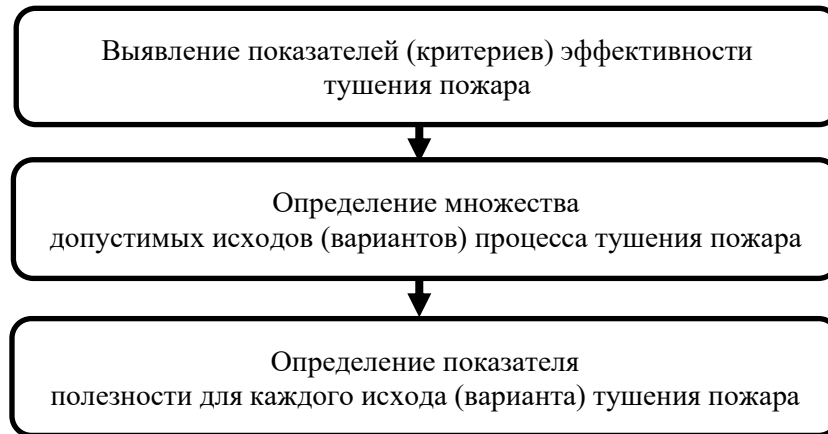 Выявление показателей (критериев) эффективности
тушения пожара
Определение множества
допустимых исходов (вариантов) процесса тушения пожара
Определение показателя
полезности для каждого исхода (варианта) тушения пожара